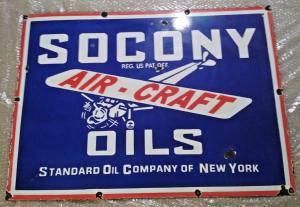 SOCONY
REG. US PAT. OFF.
AIR-CRAFT
OILS
STANDARD OIL COMPANY OF NEW YORK